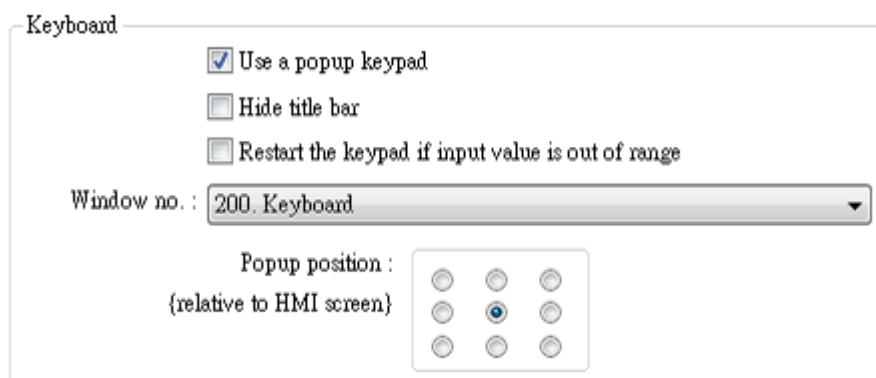 Keyboard
Use a popup keypad
Hide title bar
Restart the keypad if input value is out of range
Window no. : 200. Keyboard
Popup position :
{relative to HMI screen}